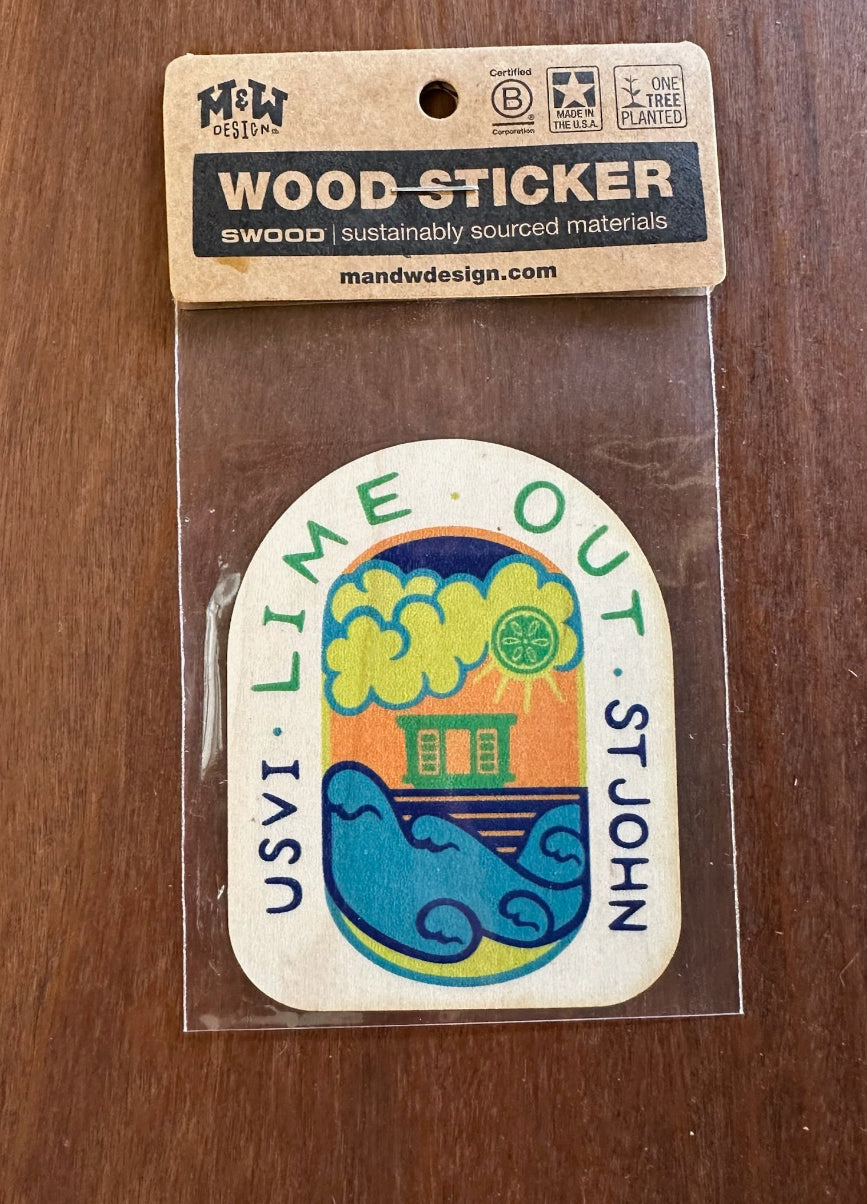 M&W
DESIGN CO
Certified
B
®
Corporation
MADE IN
THE U.S.A.
ONE
TREE
PLANTED
WOOD STICKER
SWOOD | sustainably sourced materials
mandwdesign.com
USVI · LIME · OUT · ST JOHN